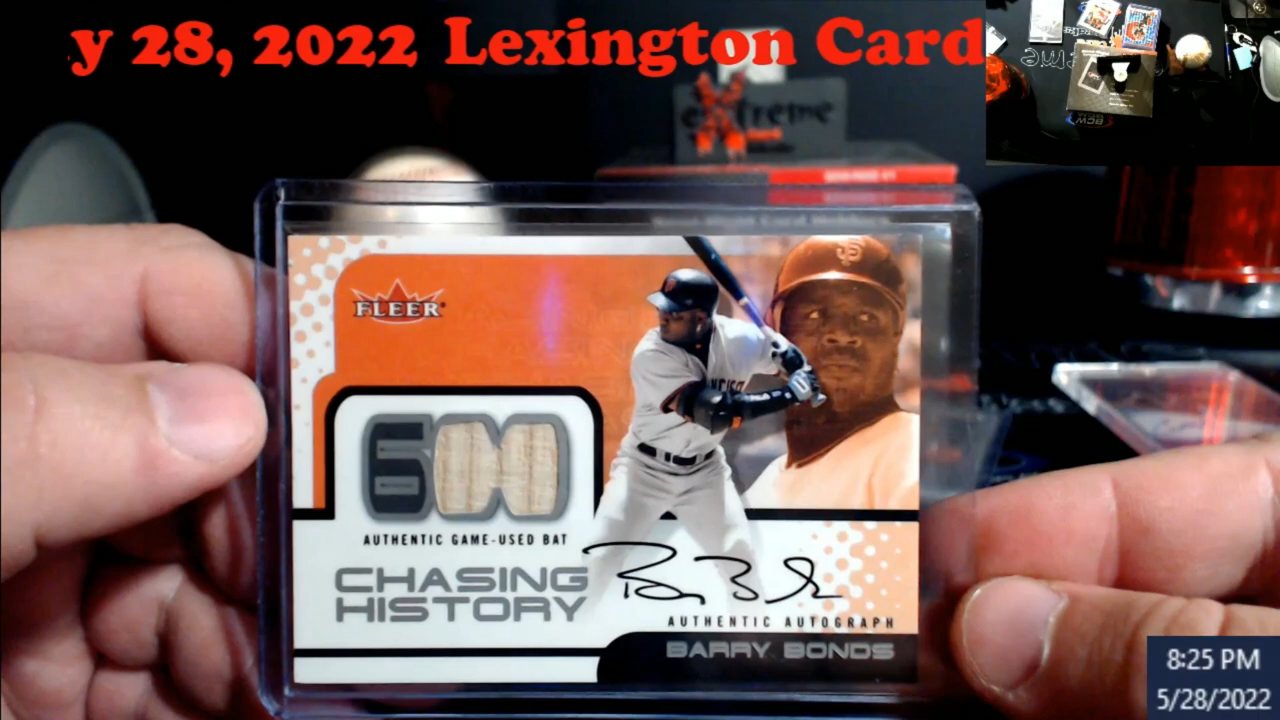 y 28, 2022 Lexington Card
extreme
FLEER
600
AUTHENTIC GAME-USED BAT
CHASING
HISTORY
AUTHENTIC AUTOGRAPH
BARRY BONDS
8:25 PM
5/28/2022